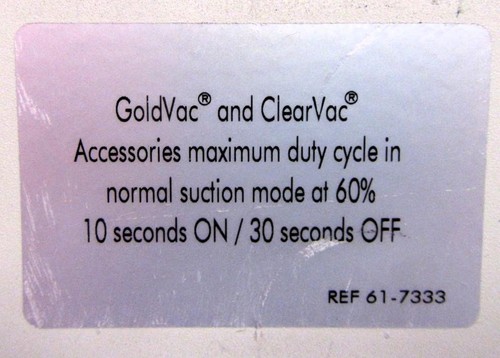 GoldVac® and ClearVac®
Accessories maximum duty cycle in
normal suction mode at 60%
10 seconds ON / 30 seconds OFF
REF 61-7333